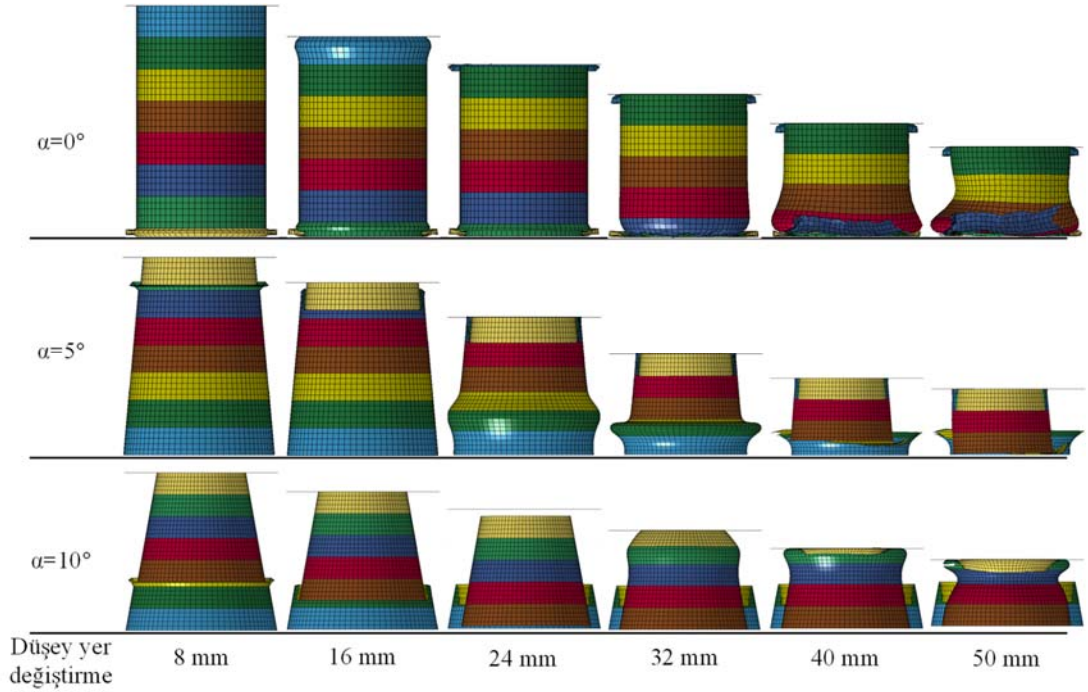 α=0°
α=5°
α=10°
Düşey yer
değiştirme
8 mm
16 mm
24 mm
32 mm
40 mm
50 mm